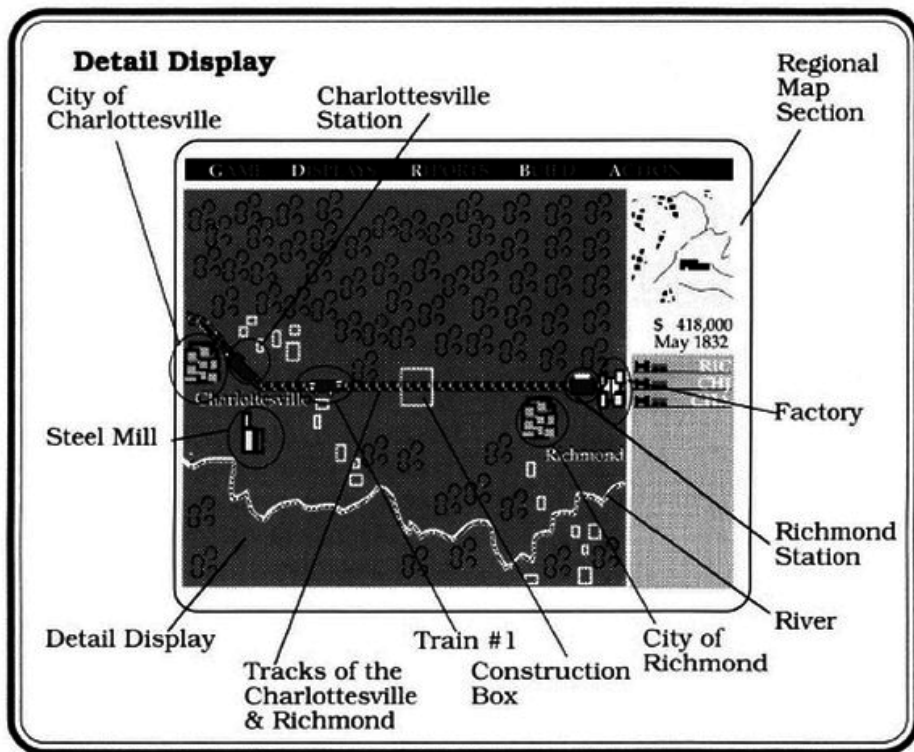 Detail Display
City of
Charlottesville
Charlottesville
Station
Regional
Map
Section
GAME DISPLAYS REPORTS BUILD ACTION
$ 418,000
May 1832
RIC
Charlottesville
Richmond
Steel Mill
Factory
Richmond
Station
River
Detail Display
Tracks of the
Charlottesville
& Richmond
Train #1
Construction
Box
City of
Richmond